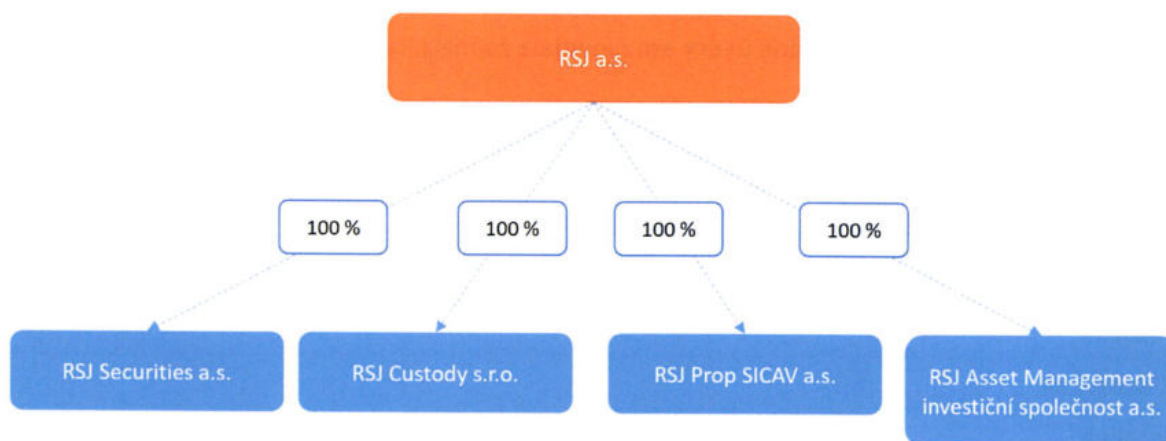 RSJ a.s.
100 %
100 %
100 %
100 %
RSJ Securities a.s.
RSJ Custody s.r.o.
RSJ Prop SICAV a.s.
RSJ Asset Management
investiční společnost a.s.